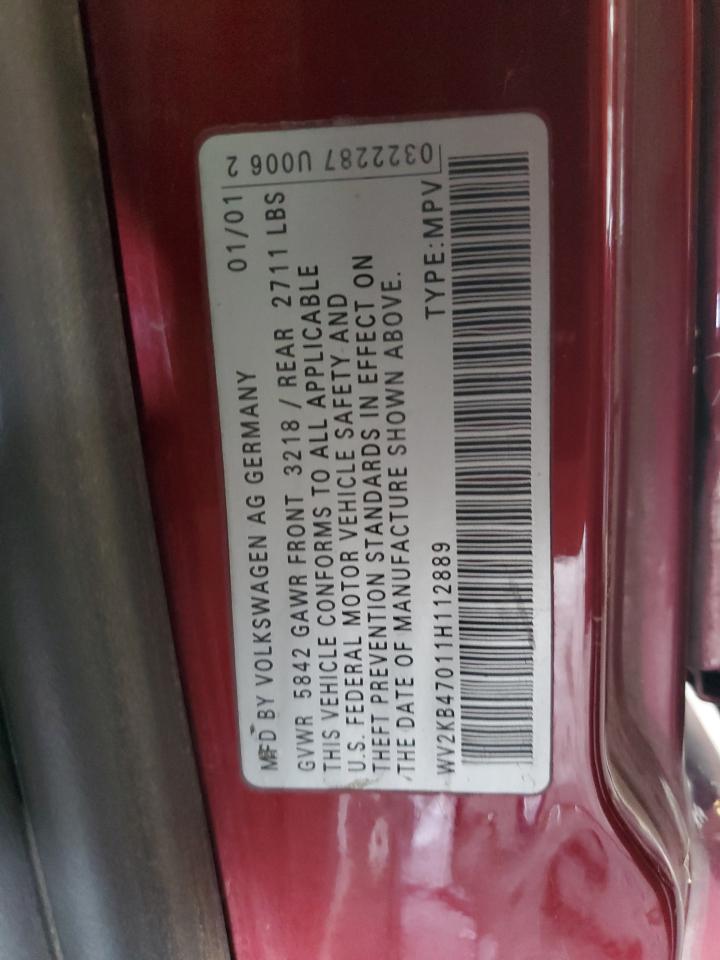 MFD BY VOLKSWAGEN AG GERMANY 01/01
GVWR 5842 GAWR FRONT 3218 / REAR 2711 LBS
THIS VEHICLE CONFORMS TO ALL APPLICABLE
U.S. FEDERAL MOTOR VEHICLE SAFETY AND
THEFT PREVENTION STANDARDS IN EFFECT ON
THE DATE OF MANUFACTURE SHOWN ABOVE.
WV2KB47011H112889 TYPE:MPV
0322287 U006 2